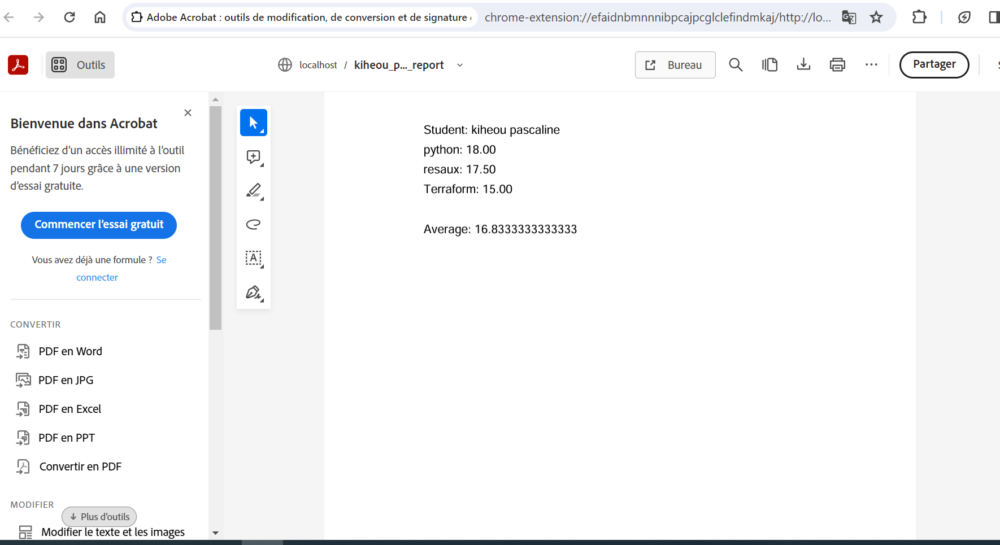 Adobe Acrobat : outils de modification, de conversion et de signature
chrome-extension://efaidnbmnnnibpcajpcglclefindmkaj/http://lo...
Outils
localhost / kiheou_p..._report
Bureau
Partager
Bienvenue dans Acrobat
Bénéficiez d'un accès illimité à l'outil
pendant 7 jours grâce à une version
d'essai gratuite.
Commencer l'essai gratuit
Vous avez déjà une formule ? Se
connecter
CONVERTIR
PDF en Word
PDF en JPG
PDF en Excel
PDF en PPT
Convertir en PDF
MODIFIER
Plus d'outils
Modifier le texte et les images
Student: kiheou pascaline
python: 18.00
resaux: 17.50
Terraform: 15.00
Average: 16.8333333333333